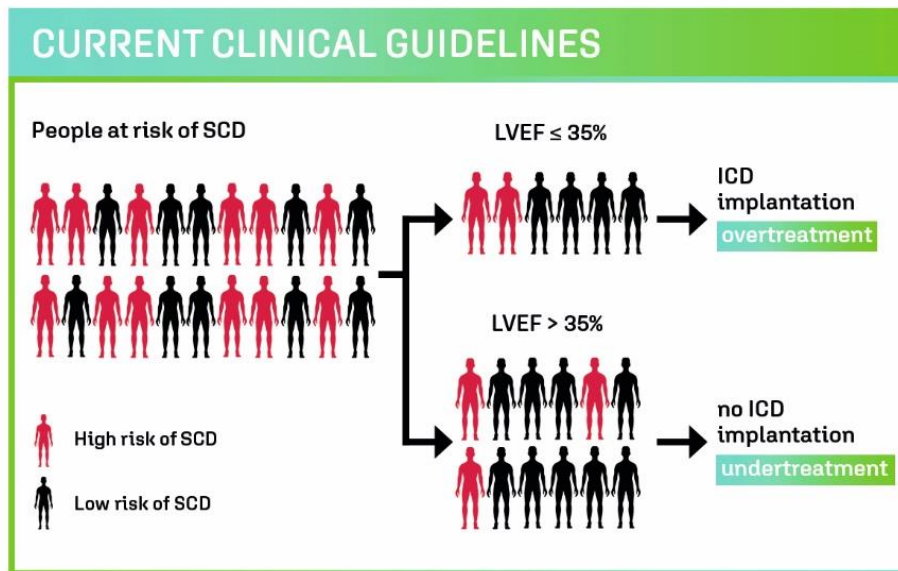 CURRENT CLINICAL GUIDELINES
People at risk of SCD
LVEF ≤ 35%
ICD
implantation
overtreatment
LVEF > 35%
no ICD
implantation
undertreatment
High risk of SCD
Low risk of SCD